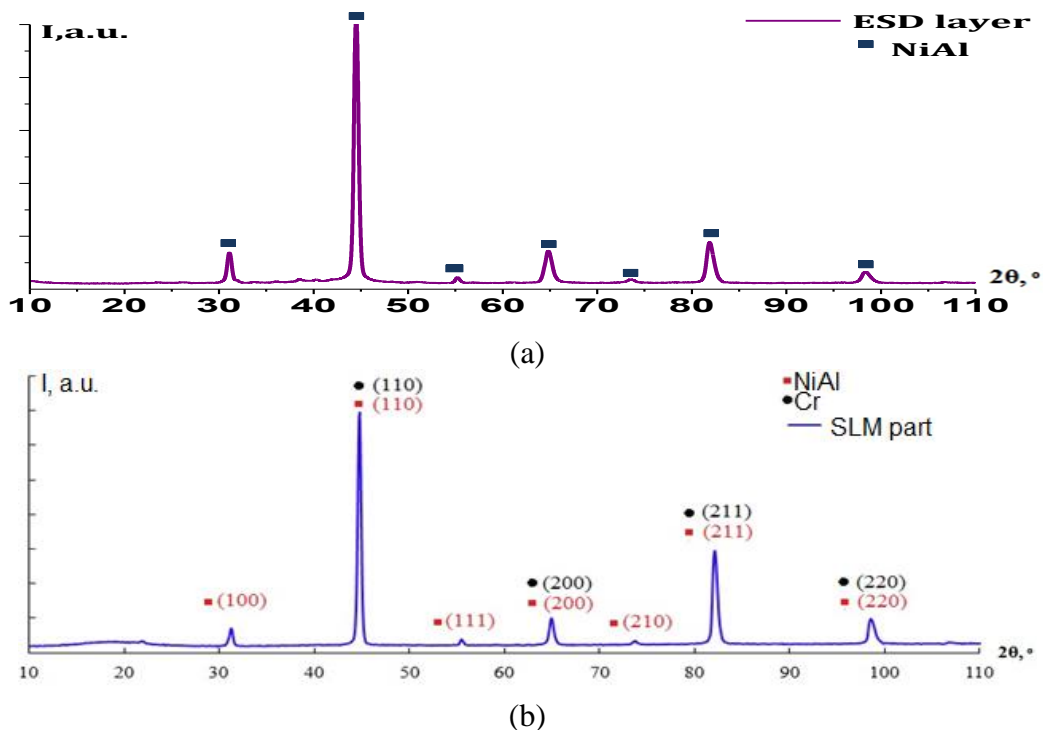 I,a.u.
ESD layer
NiAl
2θ,°
10 20 30 40 50 60 70 80 90 100 110
(a)
I, a.u.
(110)
(110)
NiAl
Cr
SLM part
(211)
(211)
(100)
(200)
(200)
(111)
(210)
(220)
(220)
2θ,°
10 20 30 40 50 60 70 80 90 100 110
(b)